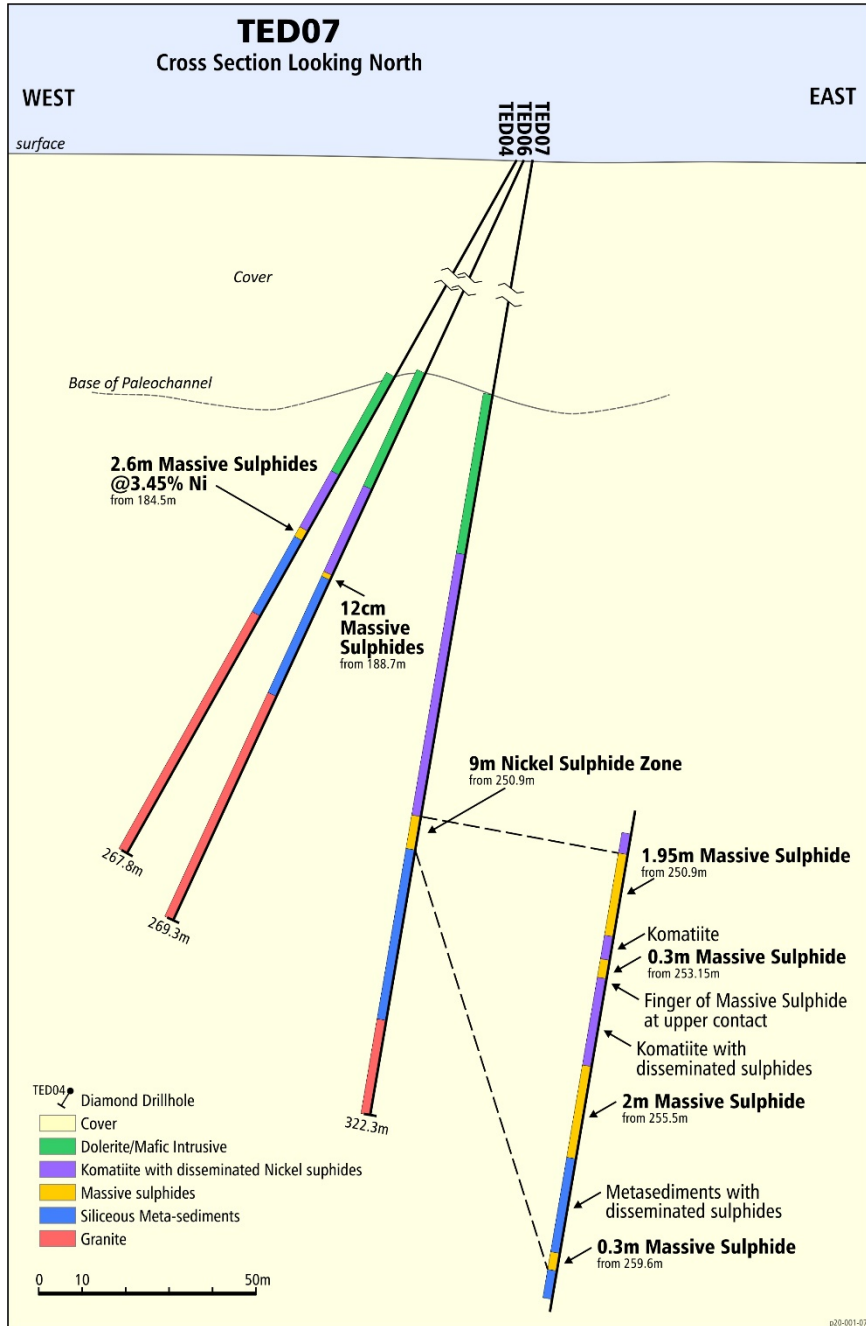 TED07
Cross Section Looking North
WEST
EAST
surface
TED04
TED06
TED07
Cover
Base of Paleochannel
2.6m Massive Sulphides
@3.45% Ni
from 184.5m
12cm
Massive
Sulphides
from 188.7m
9m Nickel Sulphide Zone
from 250.9m
1.95m Massive Sulphide
from 250.9m
Komatiite
0.3m Massive Sulphide
from 253.15m
Finger of Massive Sulphide
at upper contact
Komatiite with
disseminated sulphides
2m Massive Sulphide
from 255.5m
Metasediments with
disseminated sulphides
0.3m Massive Sulphide
from 259.6m
267.8m
269.3m
322.3m
TED04
Diamond Drillhole
Cover
Dolerite/Mafic Intrusive
Komatiite with disseminated Nickel suphides
Massive sulphides
Siliceous Meta-sediments
Granite
0 10 50m
p20-001-07